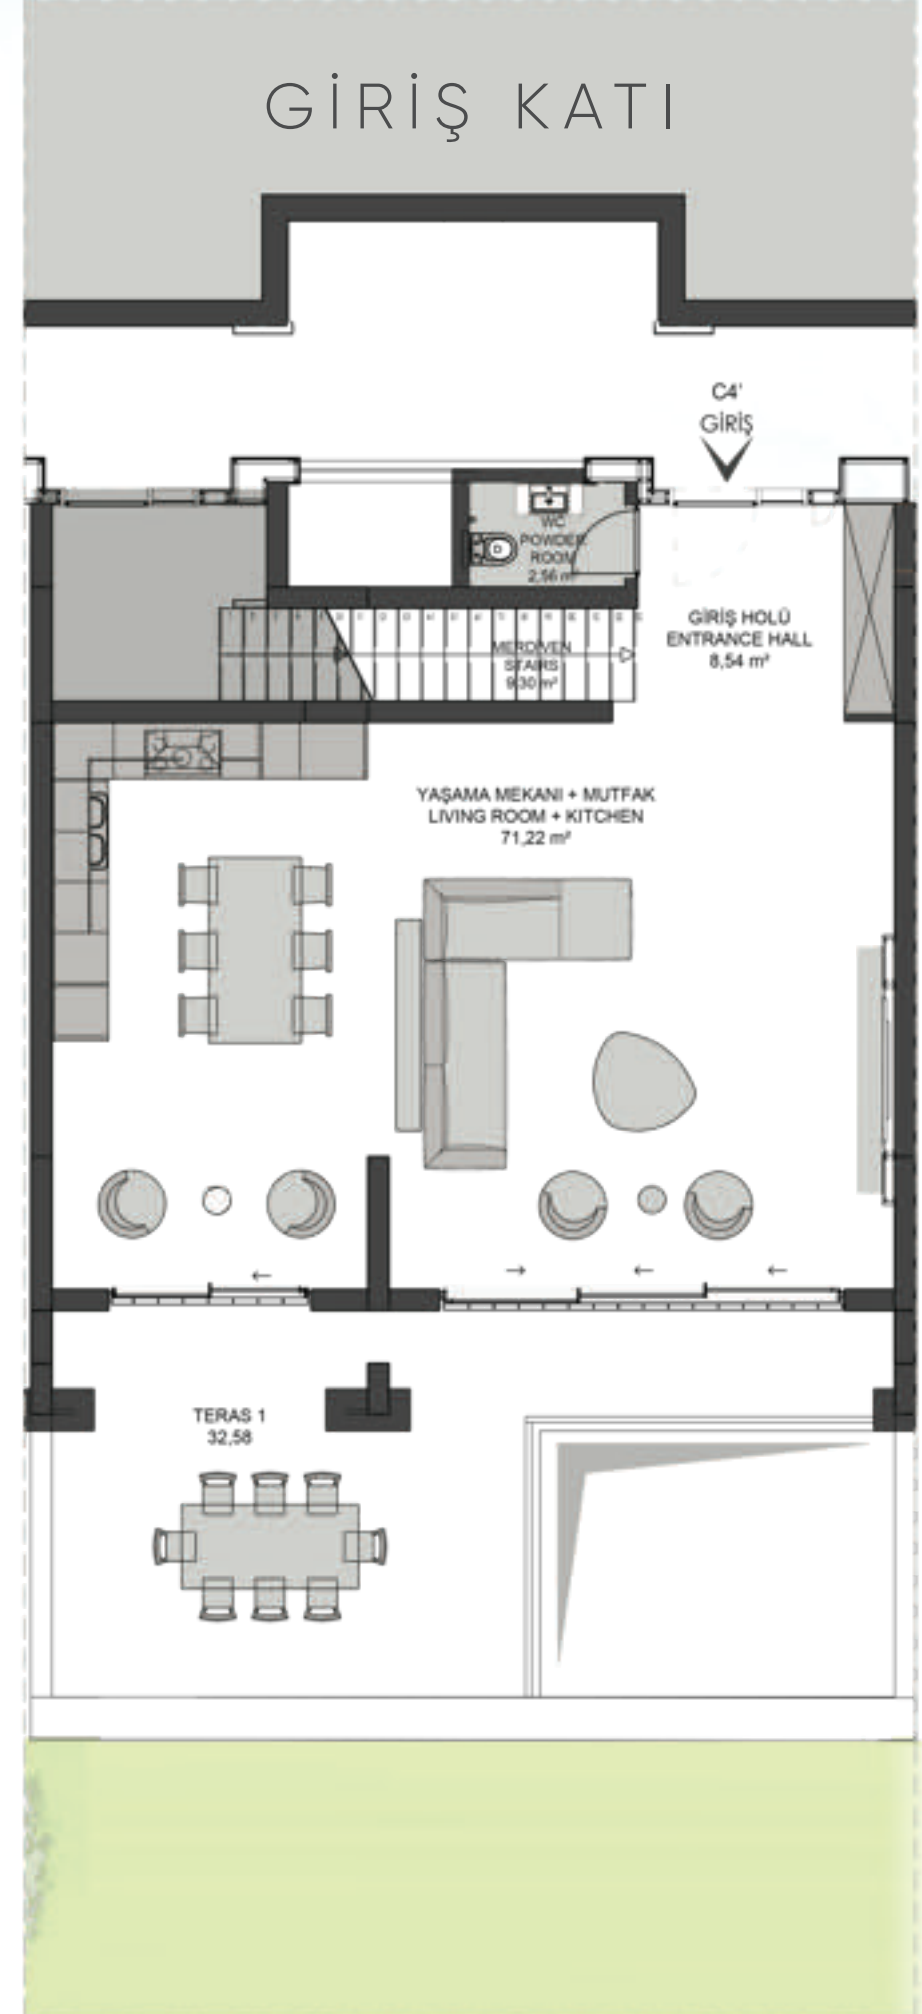 GİRİŞ KATI
C4'
GİRİŞ
WC
POWDER
ROOM
2,56 m²
GİRİŞ HOLÜ
ENTRANCE HALL
8,54 m²
MERDİVEN
STAIRS
9,30 m²
YAŞAMA MEKANI + MUTFAK
LIVING ROOM + KITCHEN
71,22 m²
TERAS 1
32,58